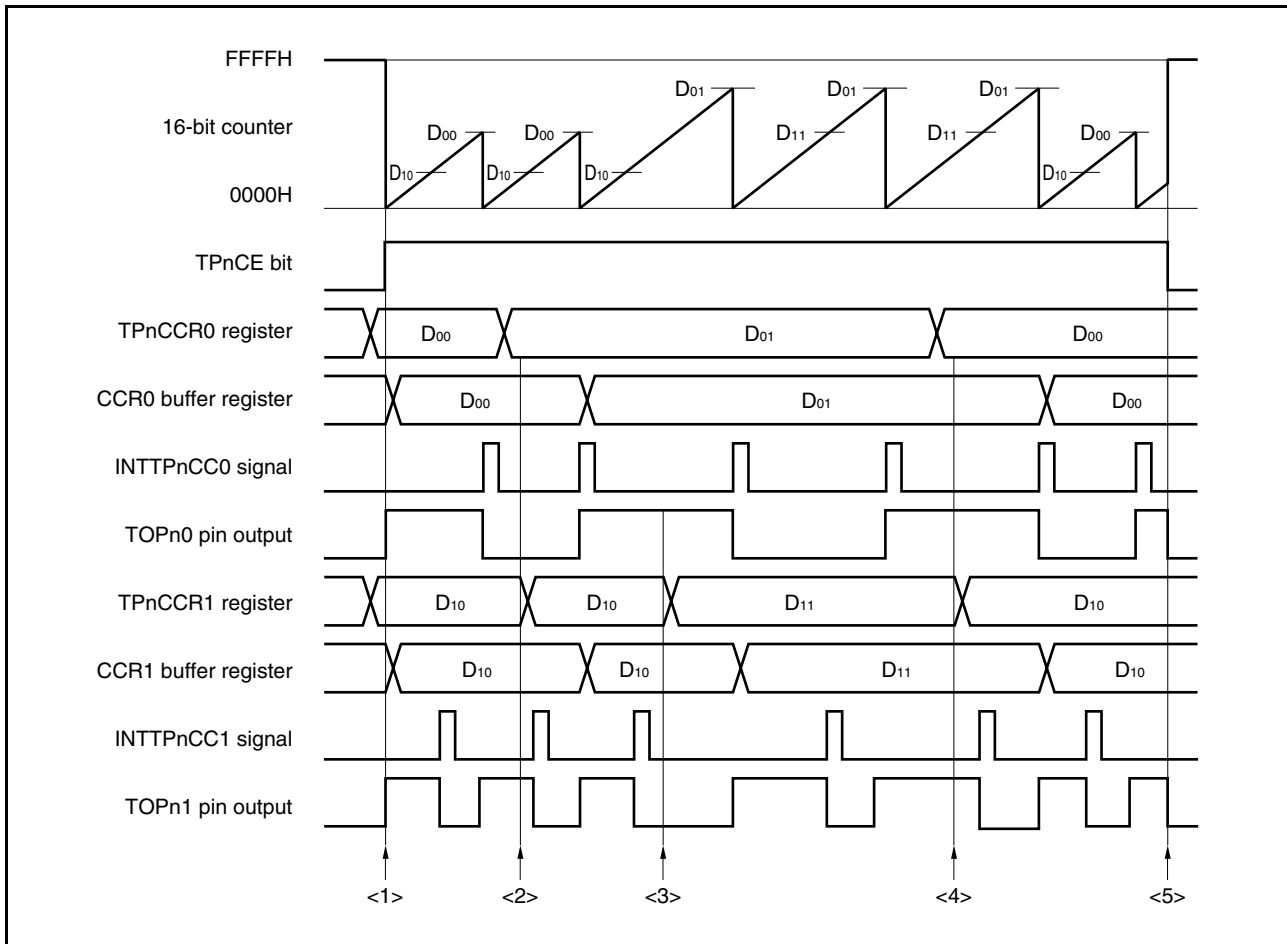 FFFFH
D01 D01 D01
16-bit counter
D00 D00 D11 D11 D00
D10 D10 D10 D10
0000H
TPnCE bit
TPnCCR0 register
D00 D01 D00
CCR0 buffer register
D00 D01 D00
INTTPnCC0 signal
TOPn0 pin output
TPnCCR1 register
D10 D10 D11 D10
CCR1 buffer register
D10 D10 D11 D10
INTTPnCC1 signal
TOPn1 pin output
<1> <2> <3> <4> <5>